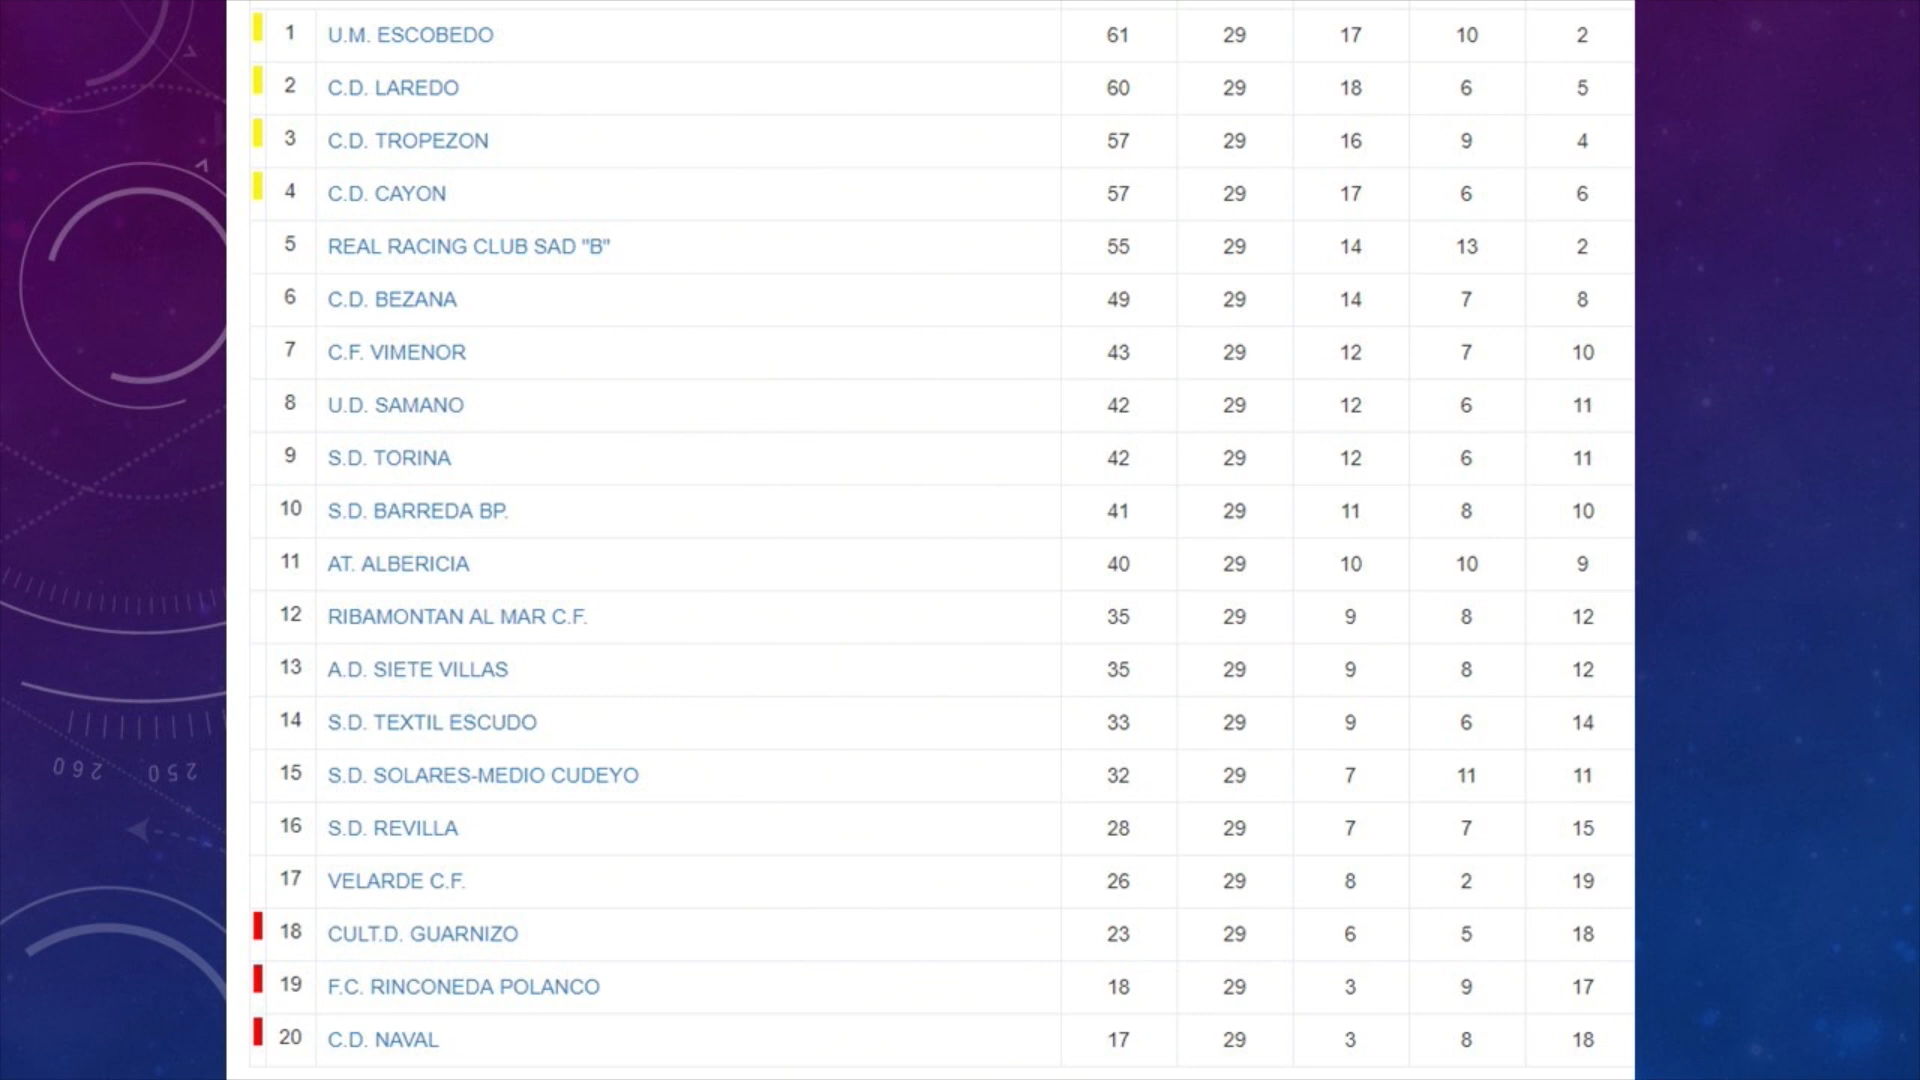 1 U.M. ESCOBEDO 61 29 17 10 2
2 C.D. LAREDO 60 29 18 6 5
3 C.D. TROPEZON 57 29 16 9 4
4 C.D. CAYON 57 29 17 6 6
5 REAL RACING CLUB SAD "B" 55 29 14 13 2
6 C.D. BEZANA 49 29 14 7 8
7 C.F. VIMENOR 43 29 12 7 10
8 U.D. SAMANO 42 29 12 6 11
9 S.D. TORINA 42 29 12 6 11
10 S.D. BARREDA BP. 41 29 11 8 10
11 AT. ALBERICIA 40 29 10 10 9
12 RIBAMONTAN AL MAR C.F. 35 29 9 8 12
13 A.D. SIETE VILLAS 35 29 9 8 12
14 S.D. TEXTIL ESCUDO 33 29 9 6 14
15 S.D. SOLARES-MEDIO CUDEYO 32 29 7 11 11
260 250
16 S.D. REVILLA 28 29 7 7 15
17 VELARDE C.F. 26 29 8 2 19
18 CULT.D. GUARNIZO 23 29 6 5 18
19 F.C. RINCONEDA POLANCO 18 29 3 9 17
20 C.D. NAVAL 17 29 3 8 18